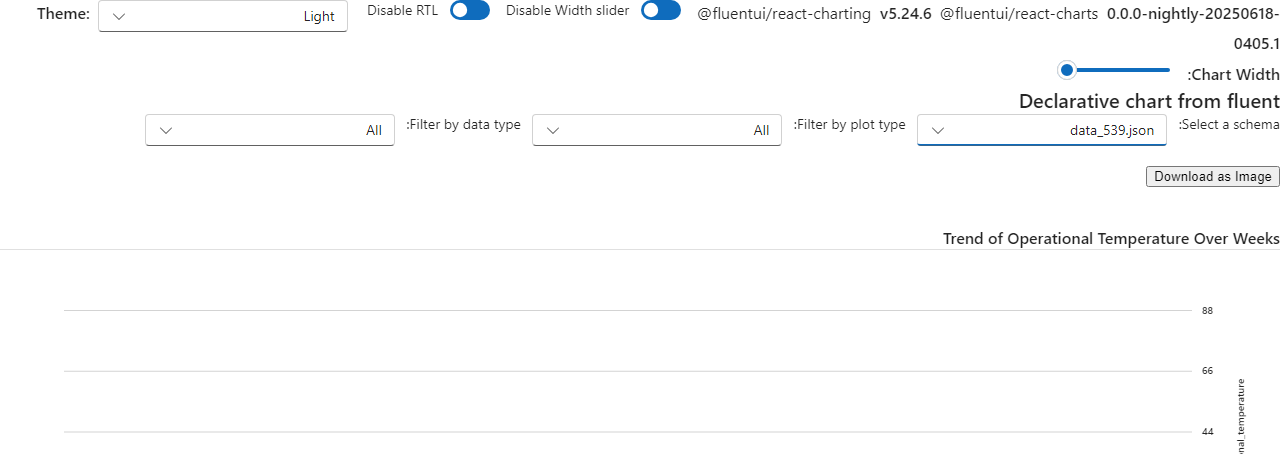 Theme: Light Disable RTL Disable Width slider @fluentui/react-charting v5.24.6 @fluentui/react-charts 0.0.0-nightly-20250618-
0405.1
:Chart Width
Declarative chart from fluent
:Select a schema data_539.json :Filter by plot type All :Filter by data type All
Download as Image
Trend of Operational Temperature Over Weeks
88
66
44